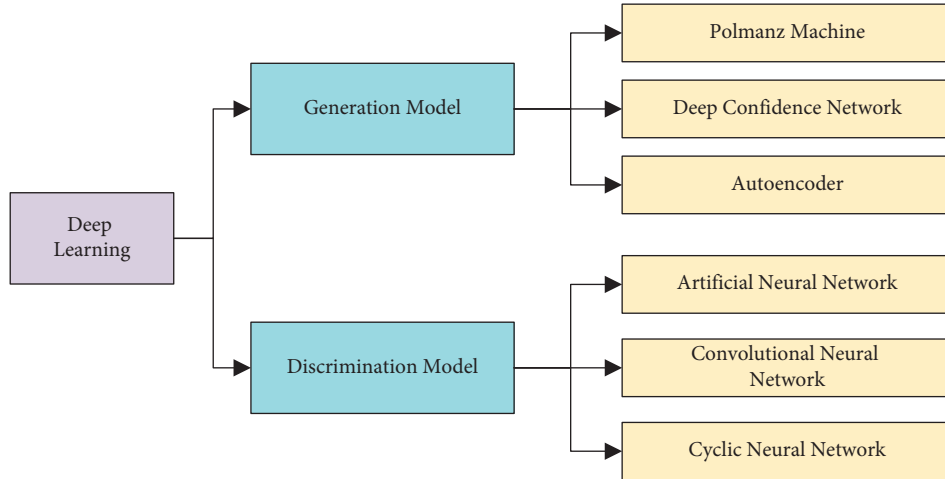 Deep
Learning
Generation Model
Discrimination Model
Polmanz Machine
Deep Confidence Network
Autoencoder
Artificial Neural Network
Convolutional Neural
Network
Cyclic Neural Network